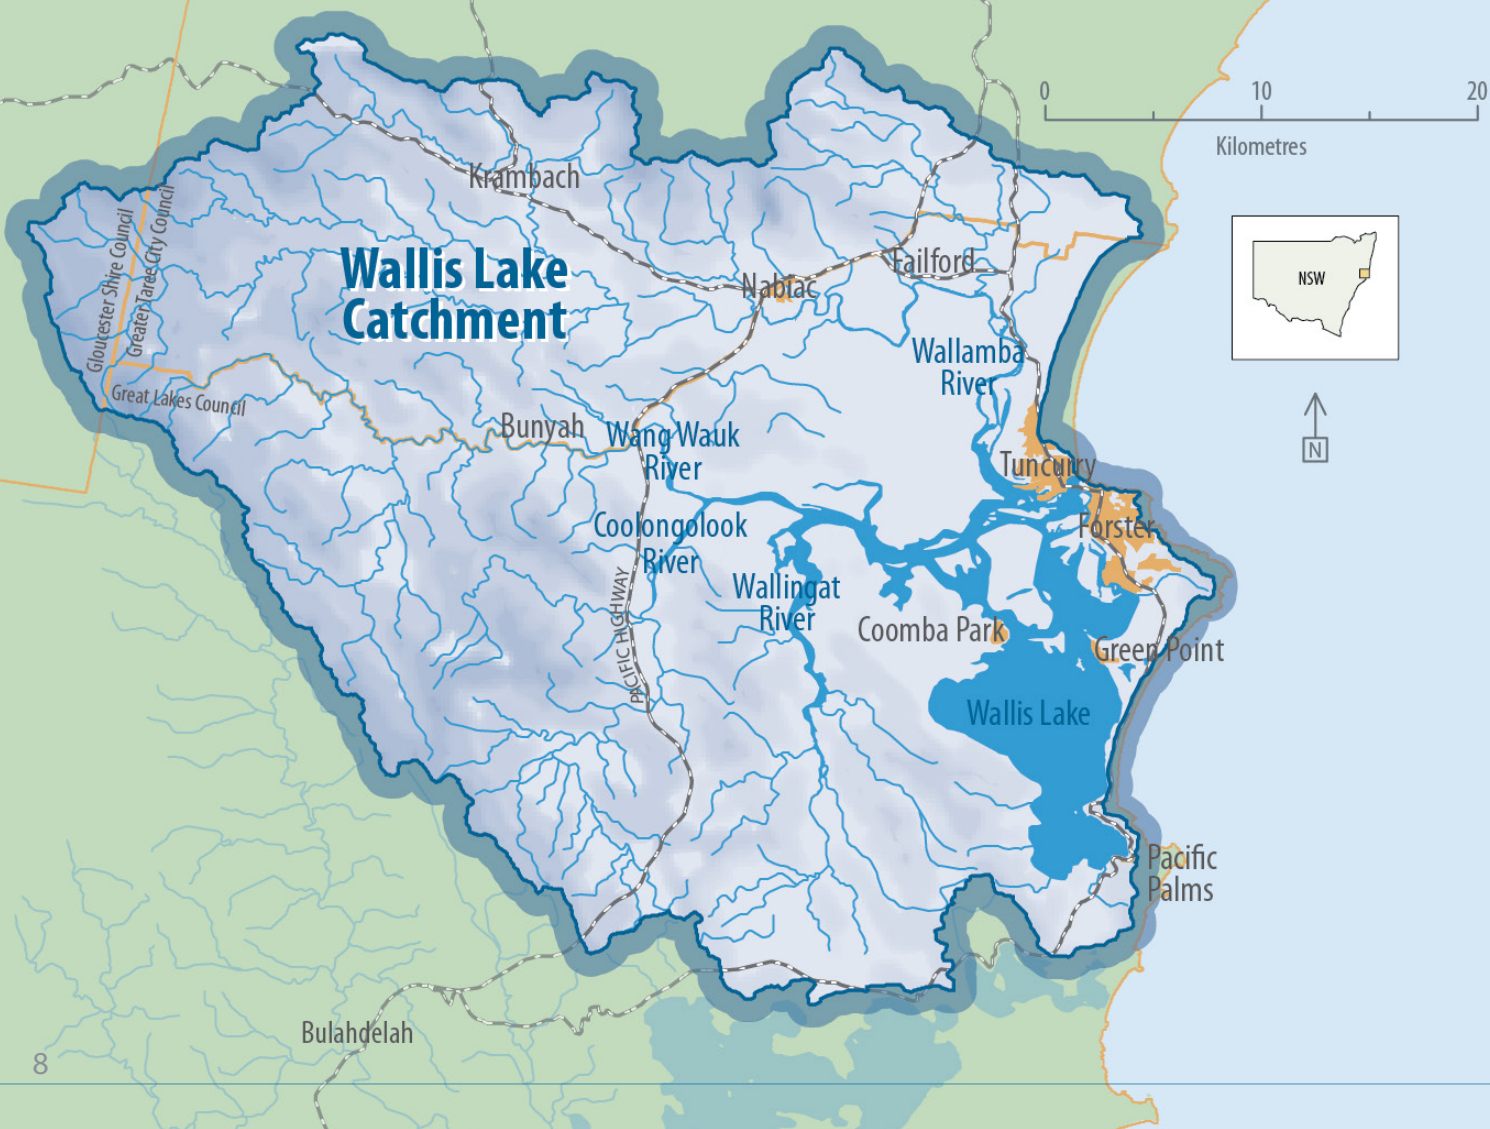 0
10
20
Kilometres
Krambach
Wallis Lake
Catchment
Gloucester Shire Council
Greater Taree City Council
Great Lakes Council
NSW
Failford
Nabiac
Wallamba
River
N
Bunyah
Wang Wauk
River
Tuncurry
Forster
Coolongolook
River
PACIFIC HIGHWAY
Wallingat
River
Coomba Park
Green Point
Wallis Lake
Pacific
Palms
Bulahdelah
8